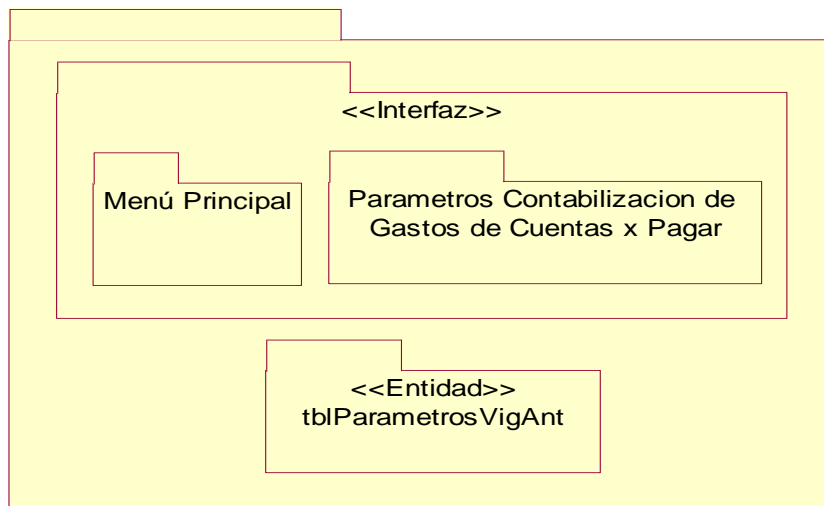 <<Interfaz>>
Menú Principal
Parametros Contabilizacion de
Gastos de Cuentas x Pagar
<<Entidad>>
tblParametrosVigAnt